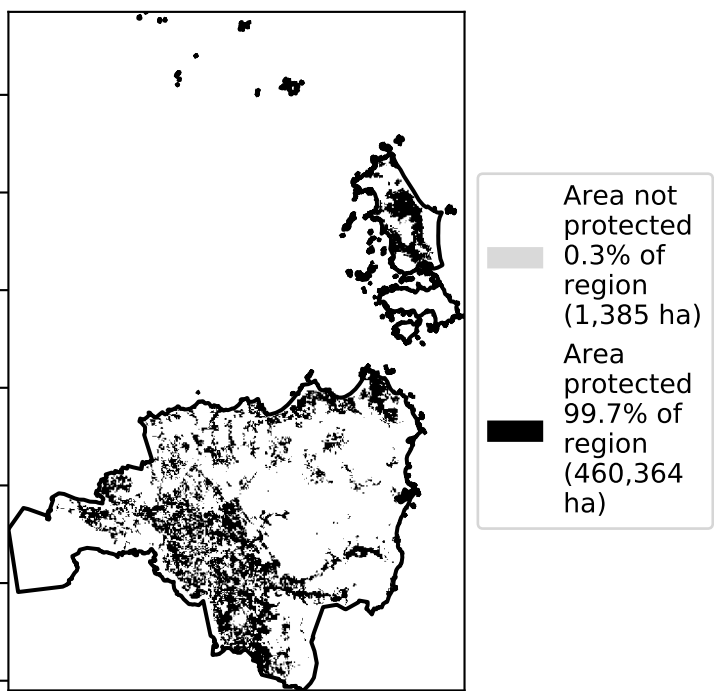 Area not
protected
0.3% of
region
(1,385 ha)
Area
protected
99.7% of
region
(460,364
ha)